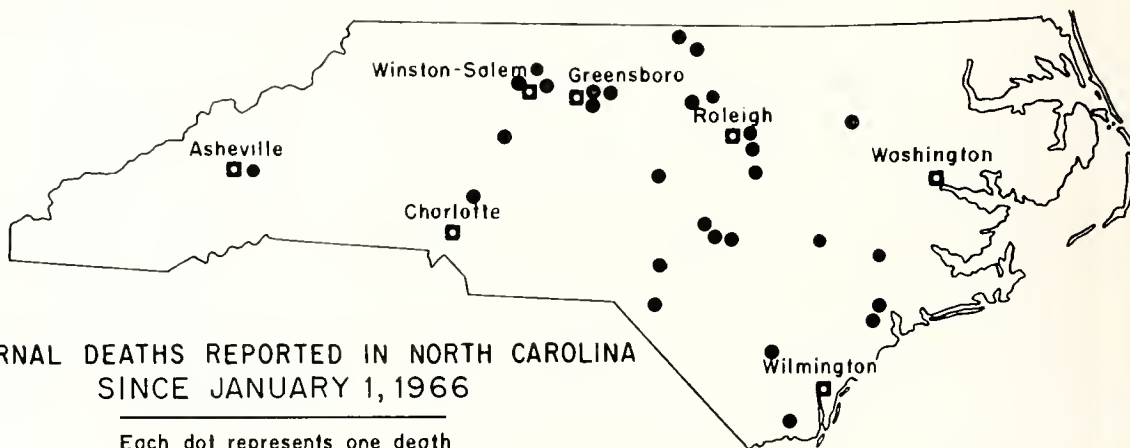 Winston-Salem
Greensboro
Raleigh
Asheville
Washington
Charlotte
RNAL DEATHS REPORTED IN NORTH CAROLINA
SINCE JANUARY 1, 1966
Wilmington
Each dot represents one death